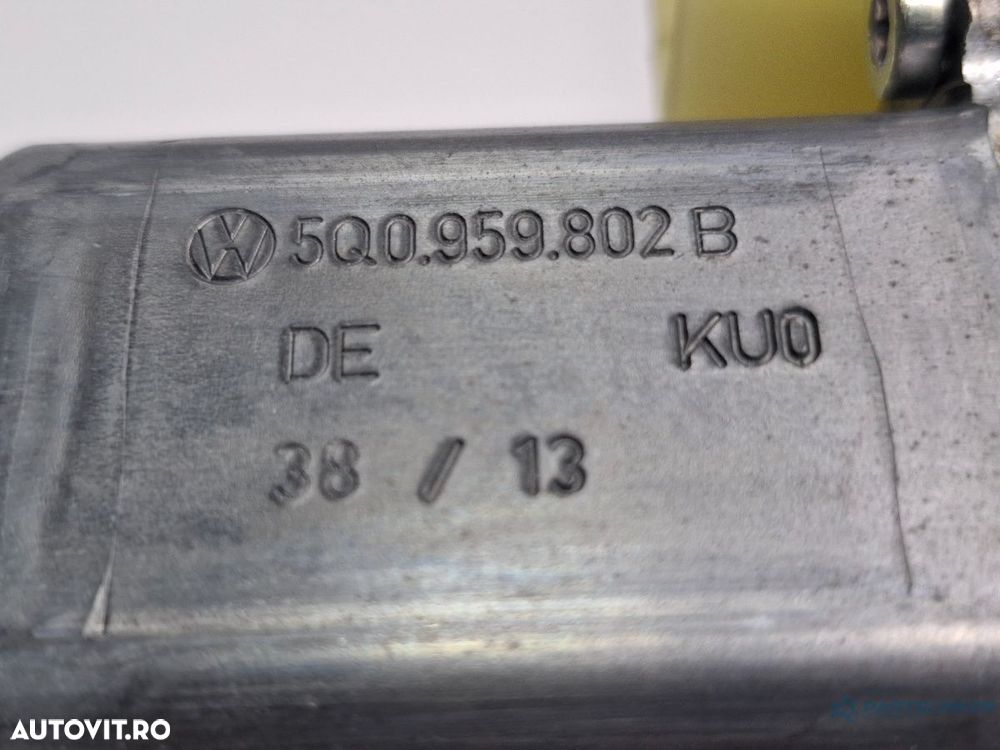 5Q0.959.802 B
DE KU0
38 / 13
AUTOVIT.RO